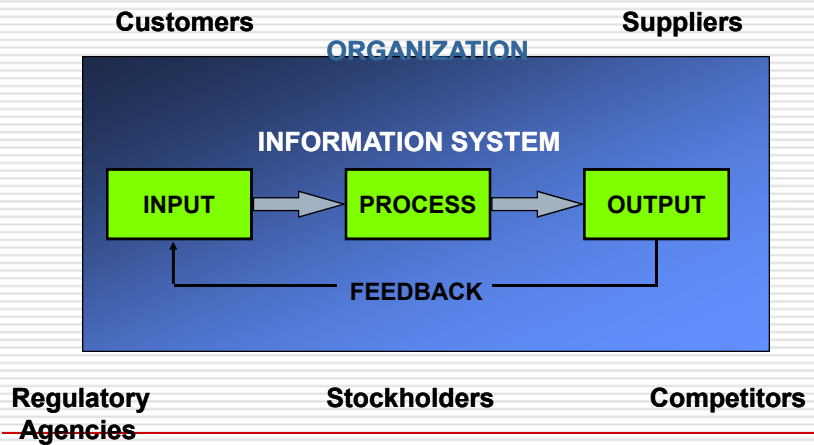 Customers
Suppliers
ORGANIZATION
INFORMATION SYSTEM
INPUT
PROCESS
OUTPUT
FEEDBACK
Regulatory
Agencies
Stockholders
Competitors